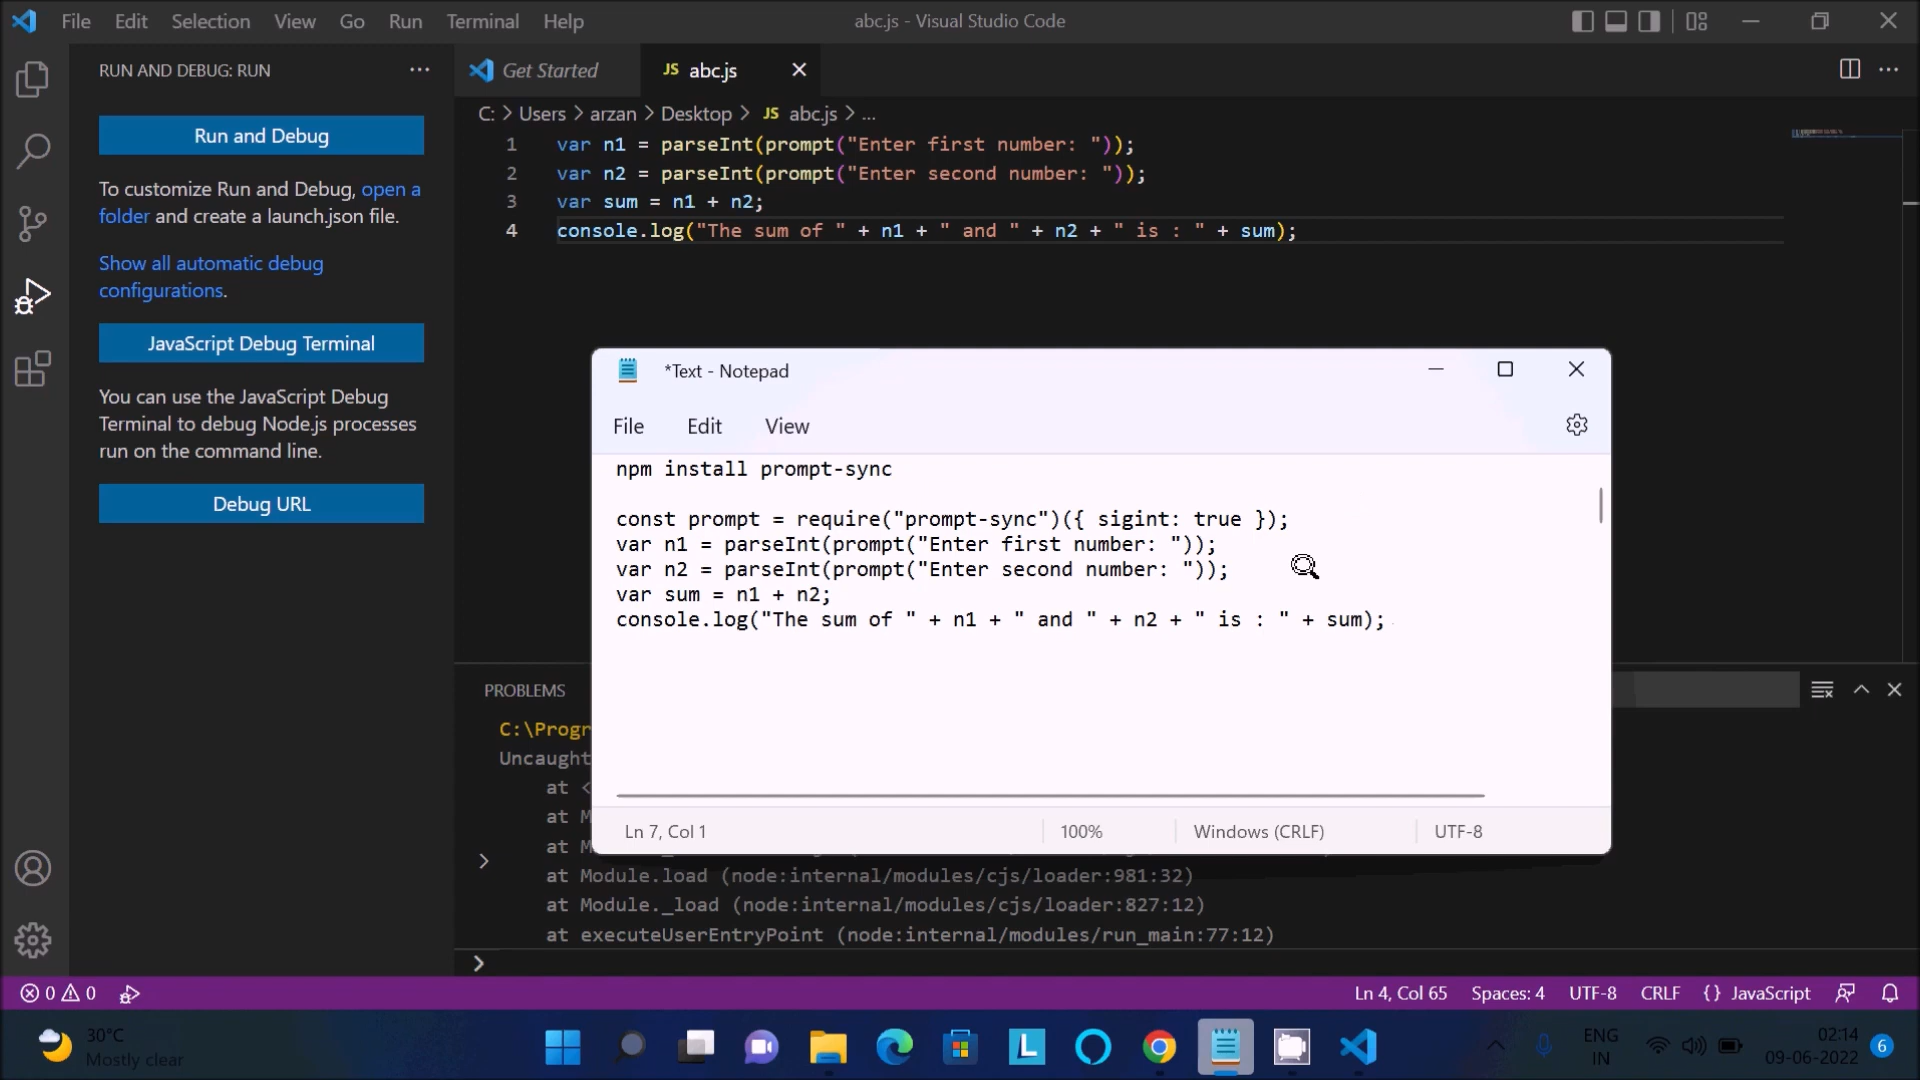 File Edit Selection View Go Run Terminal Help
abc.js - Visual Studio Code
RUN AND DEBUG: RUN
Get Started
JS abc.js
C: > Users > arzan > Desktop > JS abc.js > ...
Run and Debug
To customize Run and Debug, open a
folder and create a launch.json file.
Show all automatic debug
configurations.
JavaScript Debug Terminal
You can use the JavaScript Debug
Terminal to debug Node.js processes
run on the command line.
Debug URL
1 var n1 = parseInt(prompt("Enter first number: "));
2 var n2 = parseInt(prompt("Enter second number: "));
3 var sum = n1 + n2;
4 console.log("The sum of " + n1 + " and " + n2 + " is : " + sum);
*Text - Notepad
File Edit View
npm install prompt-sync
const prompt = require("prompt-sync")({ sigint: true });
var n1 = parseInt(prompt("Enter first number: "));
var n2 = parseInt(prompt("Enter second number: "));
var sum = n1 + n2;
console.log("The sum of " + n1 + " and " + n2 + " is : " + sum);
Ln 7, Col 1 100% Windows (CRLF) UTF-8
PROBLEMS
C:\Progr
Uncaught
at <
at M
at M
at Module.load (node:internal/modules/cjs/loader:981:32)
at Module._load (node:internal/modules/cjs/loader:827:12)
at executeUserEntryPoint (node:internal/modules/run_main:77:12)
0 0 Ln 4, Col 65 Spaces: 4 UTF-8 CRLF {} JavaScript
30°C
Mostly clear
ENG
IN
02:14
09-06-2022
6